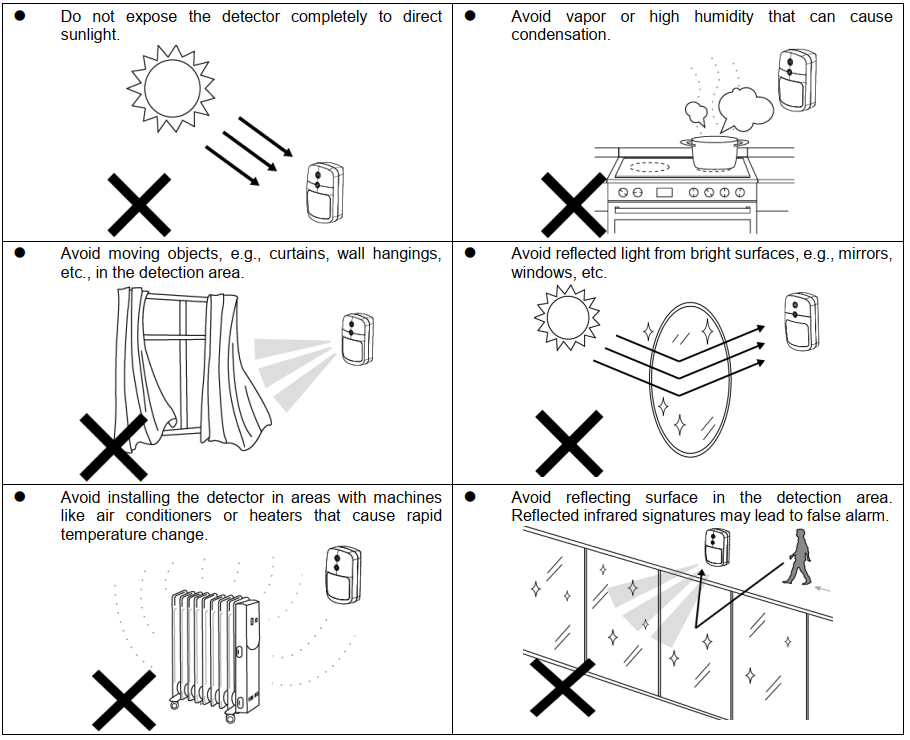 ● Do not expose the detector completely to direct
sunlight.
● Avoid vapor or high humidity that can cause
condensation.
● Avoid moving objects, e.g., curtains, wall hangings,
etc., in the detection area.
● Avoid reflected light from bright surfaces, e.g., mirrors,
windows, etc.
● Avoid installing the detector in areas with machines
like air conditioners or heaters that cause rapid
temperature change.
● Avoid reflecting surface in the detection area.
Reflected infrared signatures may lead to false alarm.